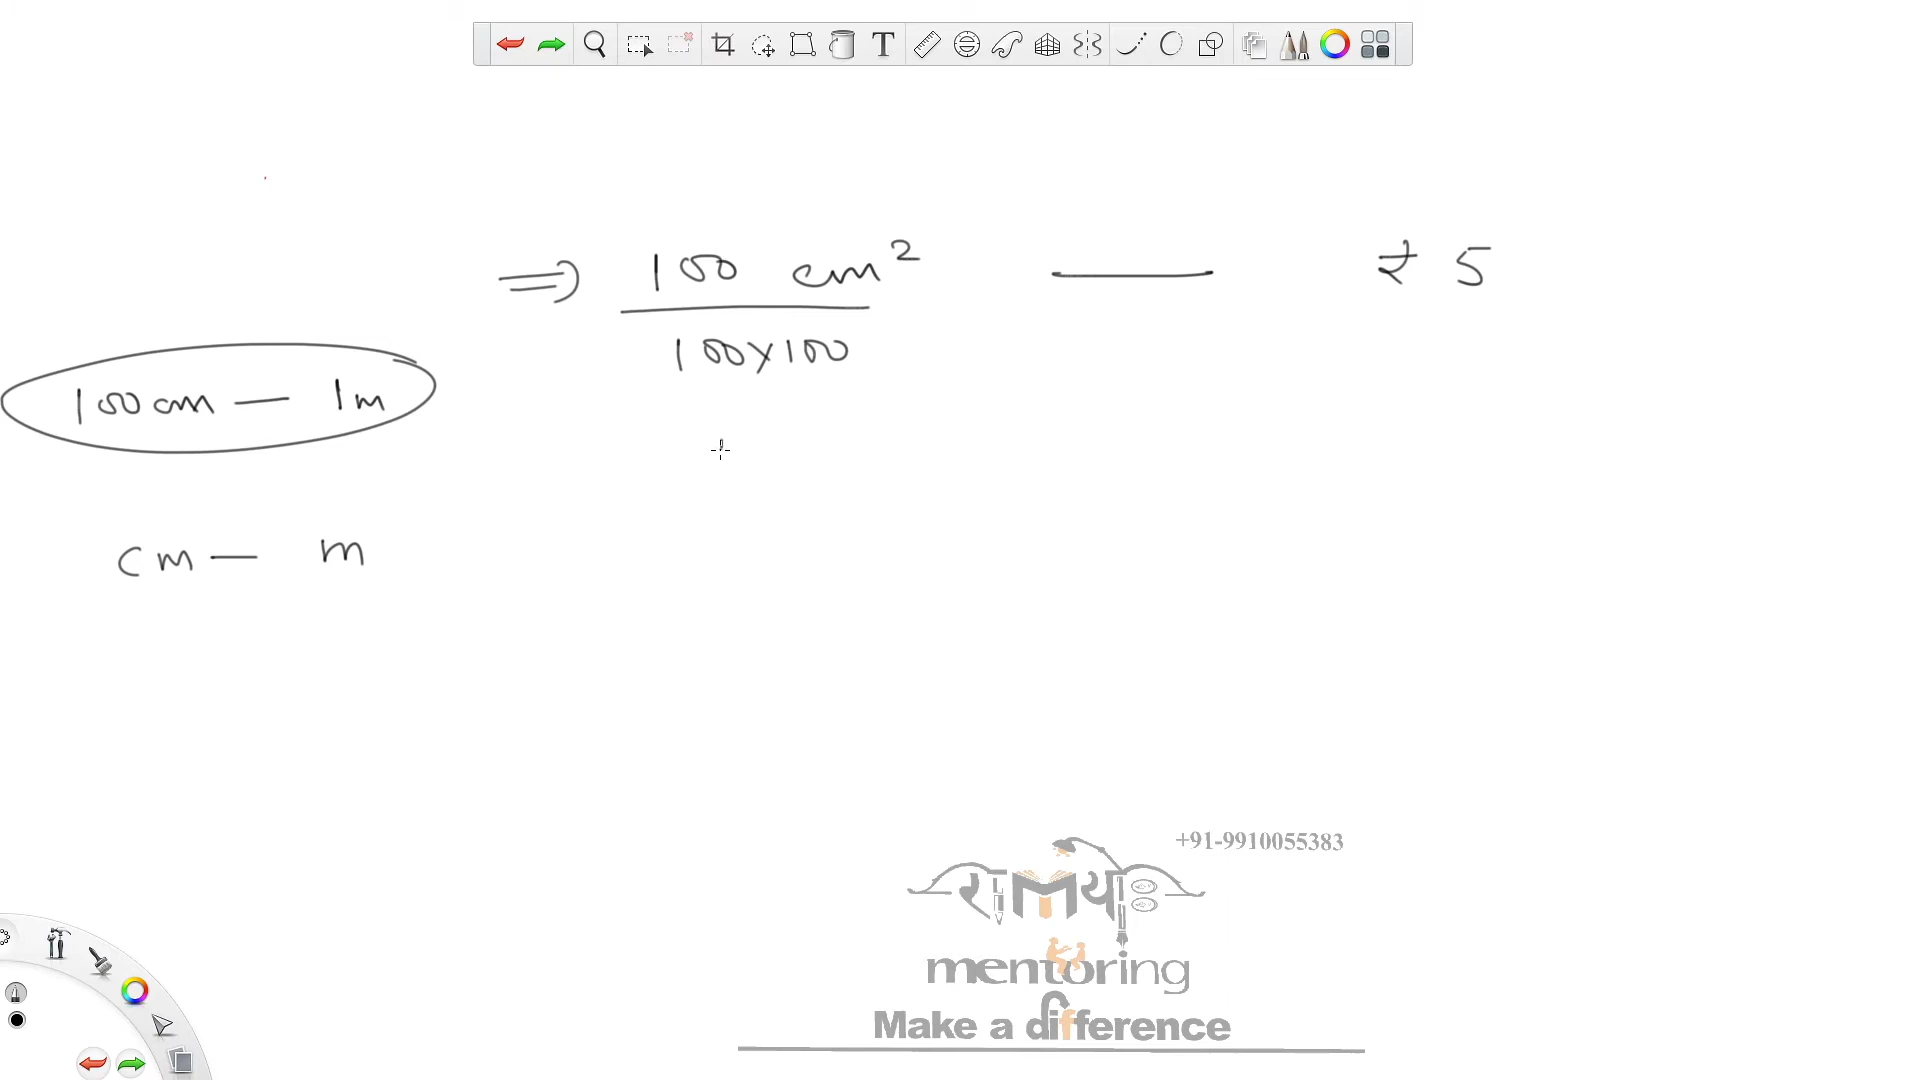 ⇒ 100 cm² — ₹ 5
100×100
100 cm — 1m
cm — m
+91-9910055383
रामया
mentoring
Make a difference